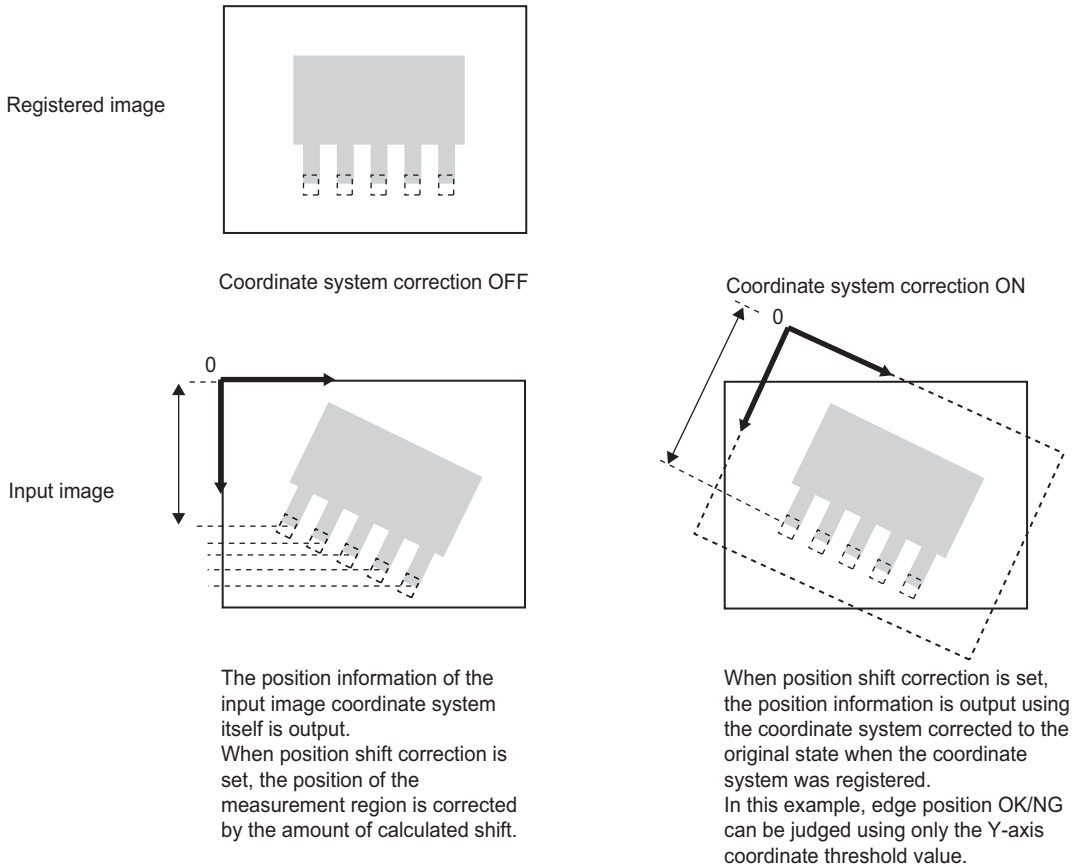 Registered image
Coordinate system correction OFF
Coordinate system correction ON
0
0
Input image
The position information of the
input image coordinate system
itself is output.
When position shift correction is
set, the position of the
measurement region is corrected
by the amount of calculated shift.
When position shift correction is set,
the position information is output using
the coordinate system corrected to the
original state when the coordinate
system was registered.
In this example, edge position OK/NG
can be judged using only the Y-axis
coordinate threshold value.